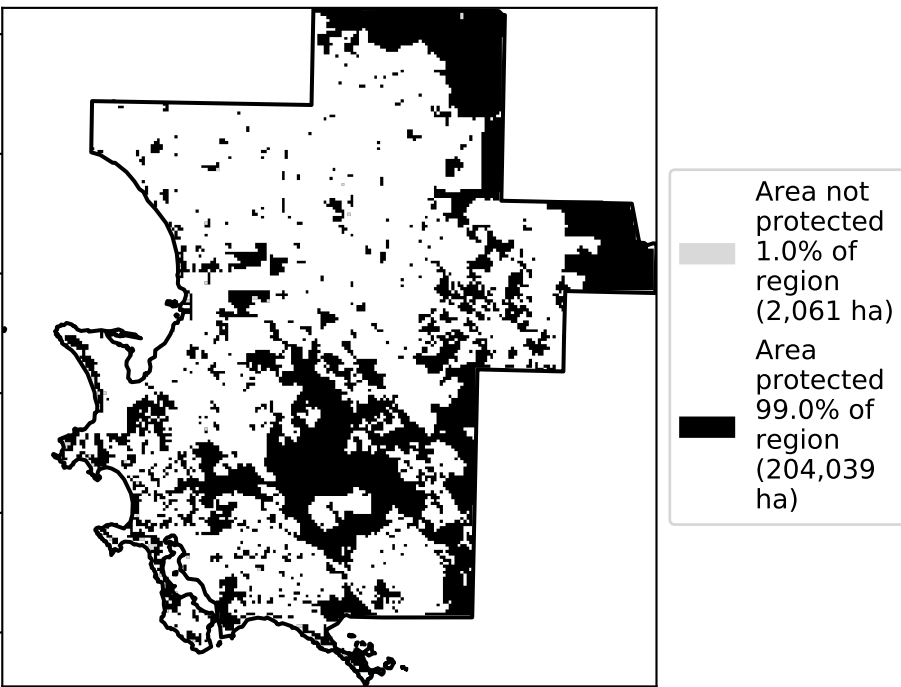 Area not
protected
1.0% of
region
(2,061 ha)
Area
protected
99.0% of
region
(204,039
ha)